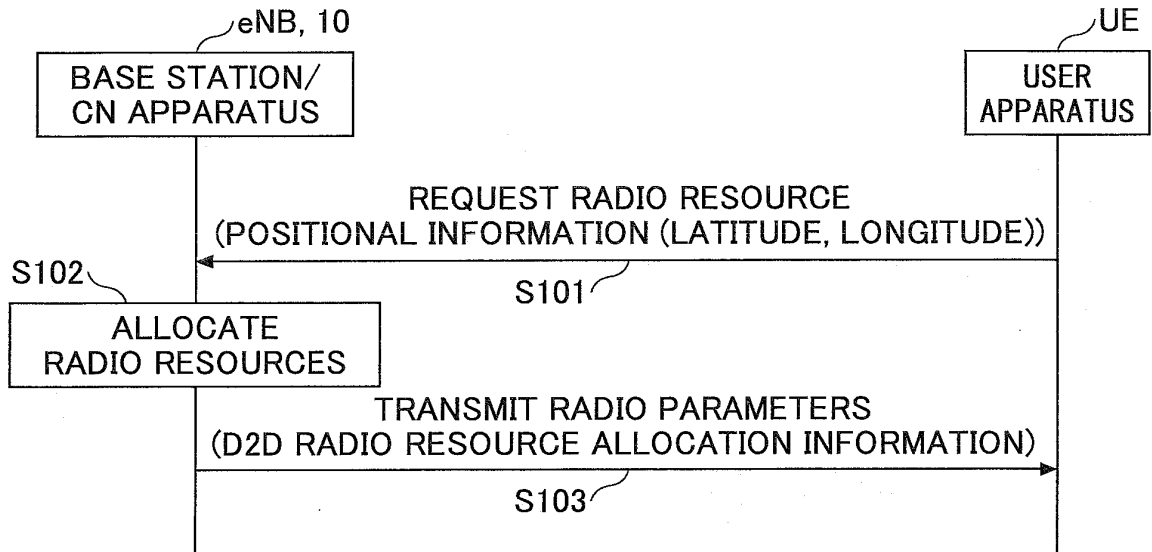 eNB, 10
UE
BASE STATION/
CN APPARATUS
USER
APPARATUS
REQUEST RADIO RESOURCE
(POSITIONAL INFORMATION (LATITUDE, LONGITUDE))
S101
S102
ALLOCATE
RADIO RESOURCES
TRANSMIT RADIO PARAMETERS
(D2D RADIO RESOURCE ALLOCATION INFORMATION)
S103